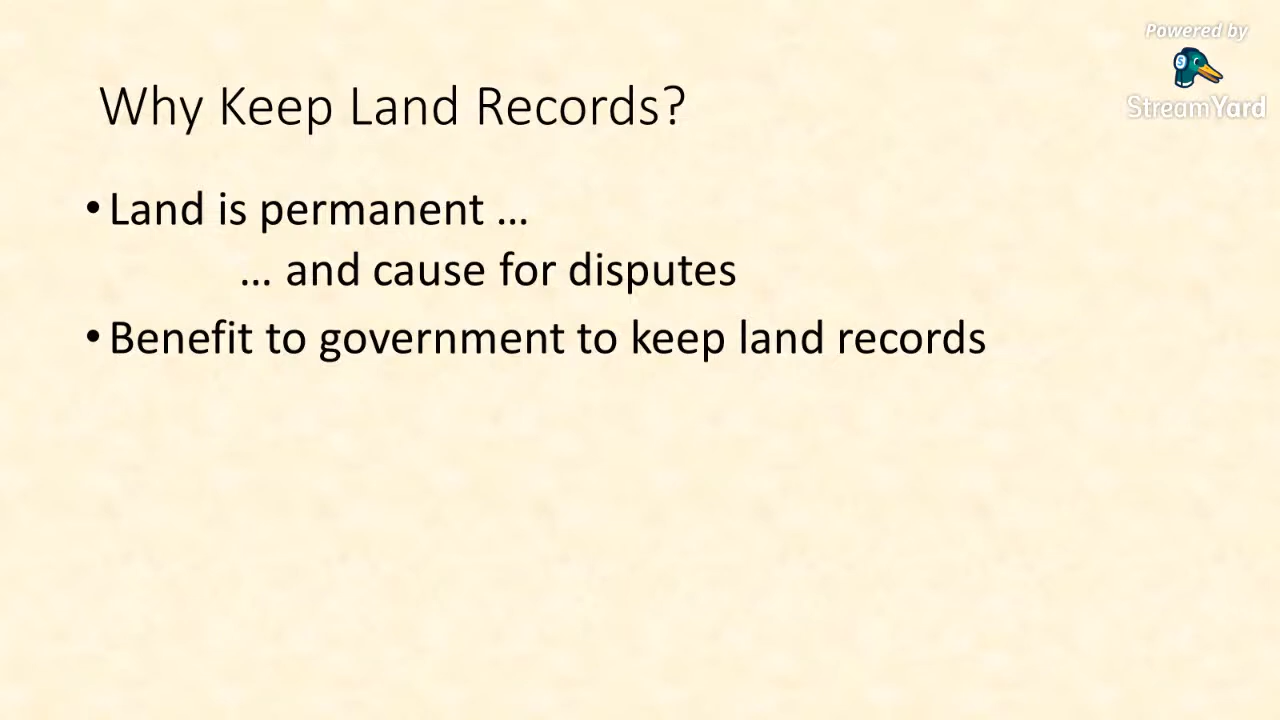 Powered by
StreamYard
Why Keep Land Records?
• Land is permanent …
… and cause for disputes
• Benefit to government to keep land records